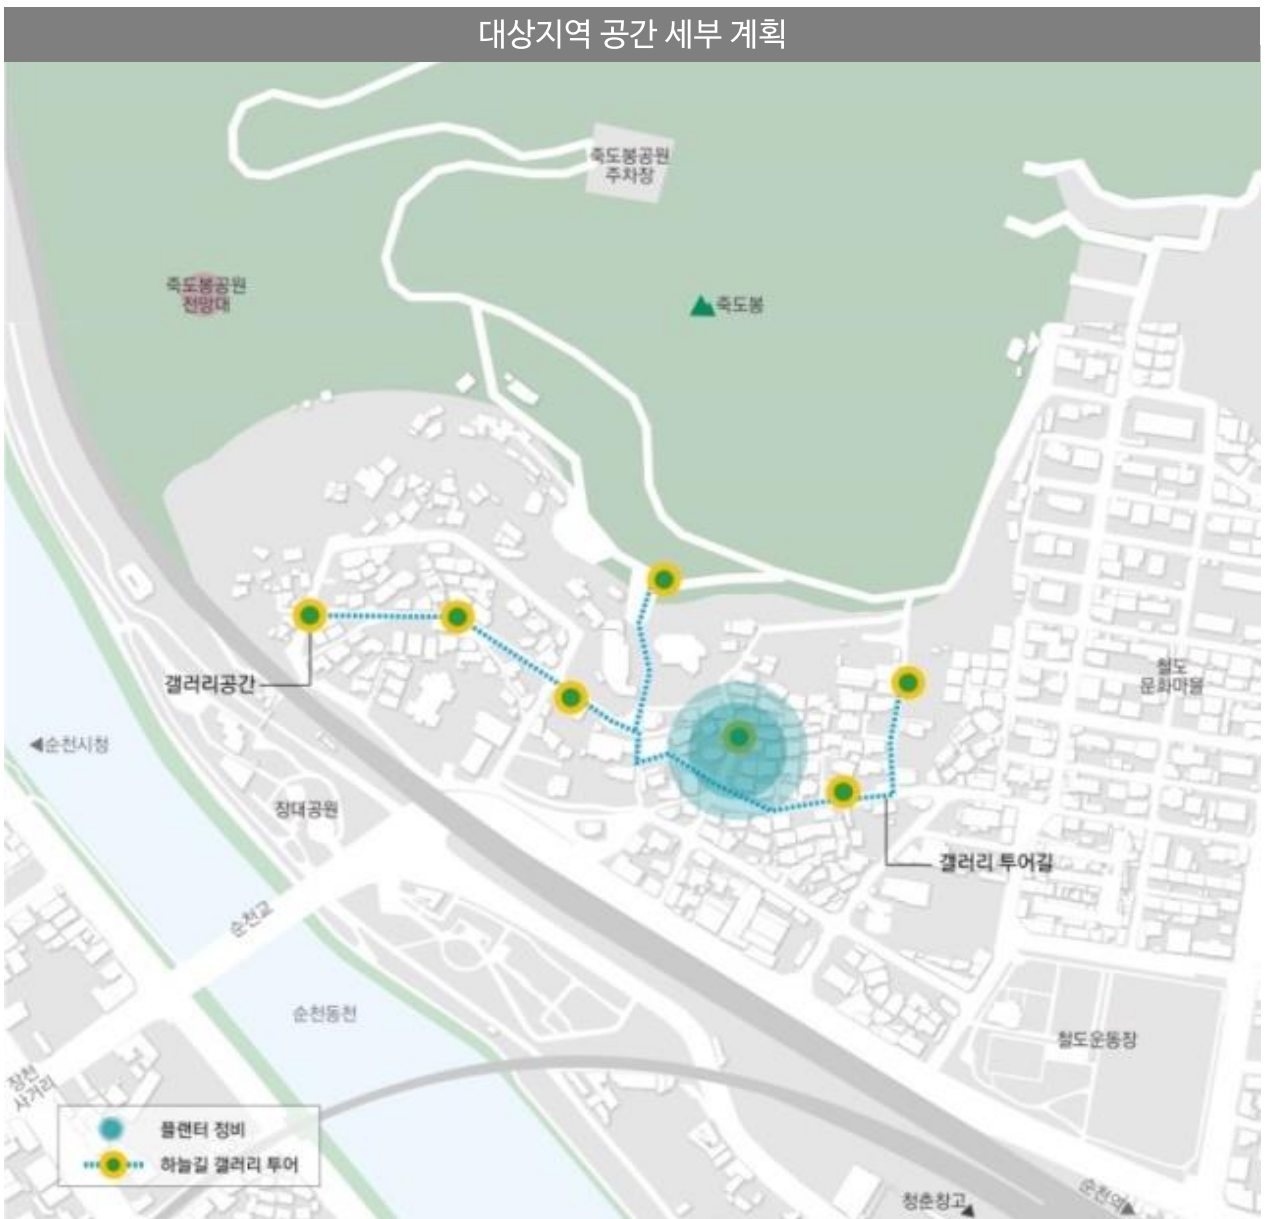 대상지역 공간 세부 계획
죽도봉공원
주차장
죽도봉공원
전망대
죽도봉
갤러리공간
철도
문화마을
◀순천시청
장대공원
갤러리 투어길
순천교
순천동천
철도운동장
장천
사거리
플랜터 정비
하늘길 갤러리 투어
청춘창고
순천역